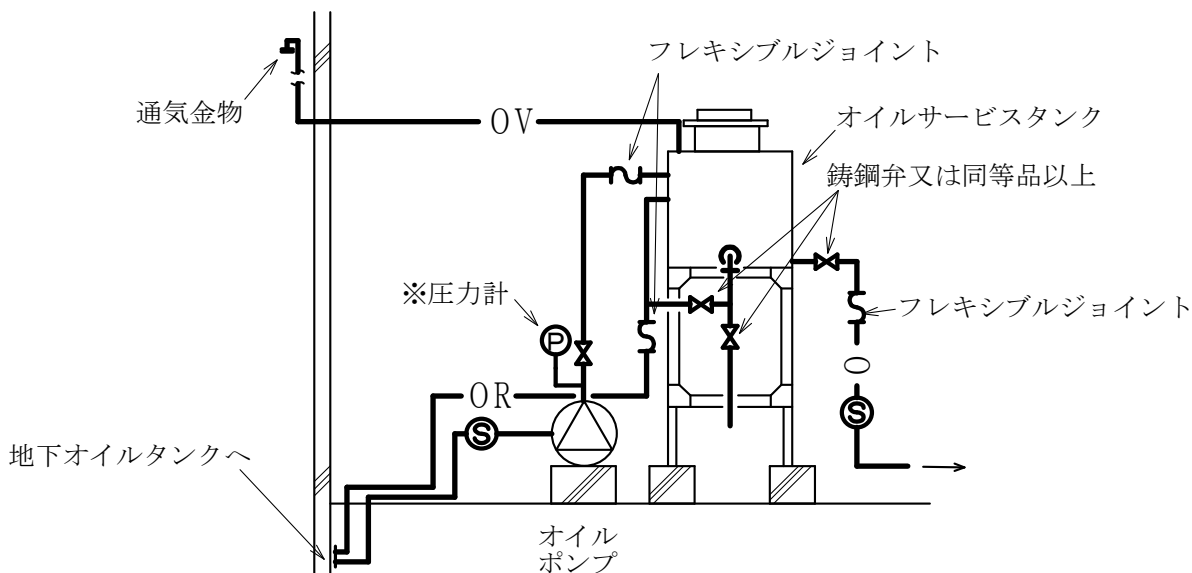 フレキシブルジョイント
通気金物
OV
オイルサービスタンク
鋳鋼弁又は同等品以上
※圧力計
P
フレキシブルジョイント
O
OR
S
S
地下オイルタンクへ
オイル
ポンプ